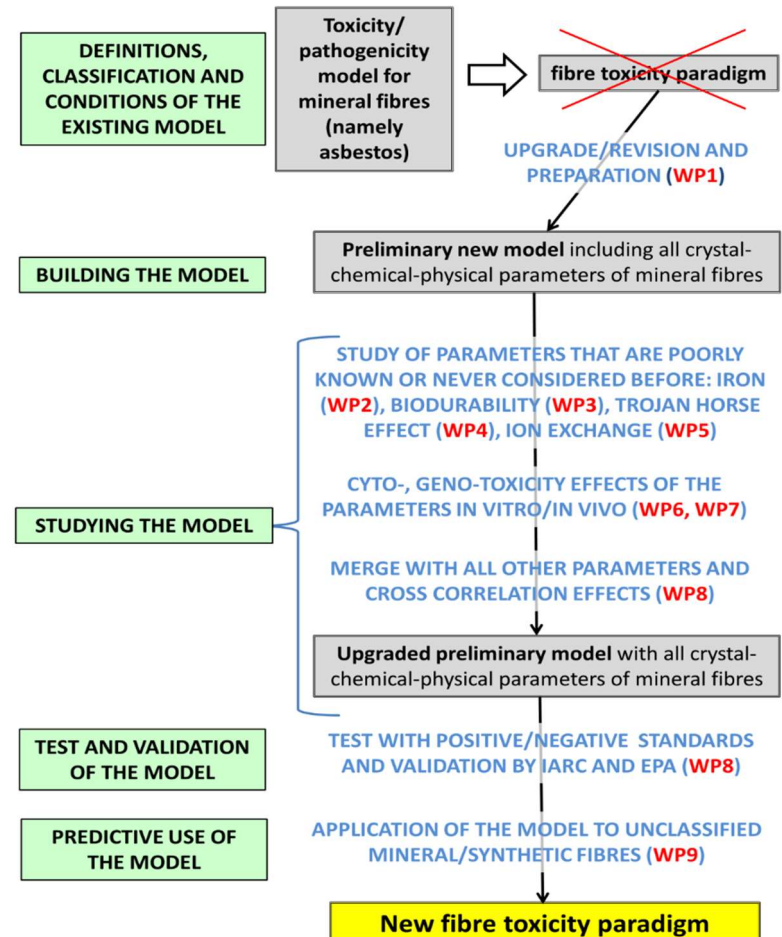 DEFINITIONS,
CLASSIFICATION AND
CONDITIONS OF THE
EXISTING MODEL
Toxicity/
pathogenicity
model for
mineral fibres
(namely
asbestos)
fibre toxicity paradigm
UPGRADE/REVISION AND
PREPARATION (WP1)
BUILDING THE MODEL
Preliminary new model including all crystal-
chemical-physical parameters of mineral fibres
STUDYING THE MODEL
STUDY OF PARAMETERS THAT ARE POORLY
KNOWN OR NEVER CONSIDERED BEFORE: IRON
(WP2), BIODURABILITY (WP3), TROJAN HORSE
EFFECT (WP4), ION EXCHANGE (WP5)
CYTO-, GENO-TOXICITY EFFECTS OF THE
PARAMETERS IN VITRO/IN VIVO (WP6, WP7)
MERGE WITH ALL OTHER PARAMETERS AND
CROSS CORRELATION EFFECTS (WP8)
Upgraded preliminary model with all crystal-
chemical-physical parameters of mineral fibres
TEST AND VALIDATION
OF THE MODEL
TEST WITH POSITIVE/NEGATIVE STANDARDS
AND VALIDATION BY IARC AND EPA (WP8)
PREDICTIVE USE OF
THE MODEL
APPLICATION OF THE MODEL TO UNCLASSIFIED
MINERAL/SYNTHETIC FIBRES (WP9)
New fibre toxicity paradigm